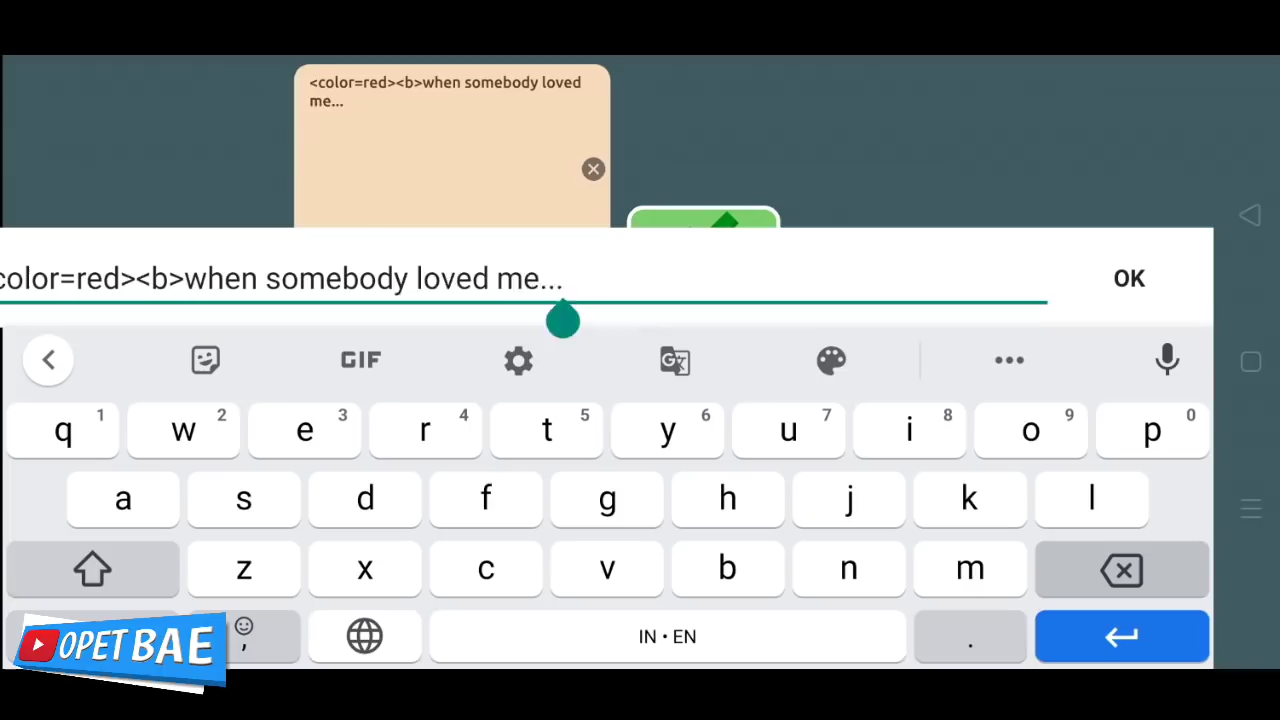 <color=red><b>when somebody loved
me...
color=red><b>when somebody loved me...
OK
GIF
q 1 w 2 e 3 r 4 t 5 y 6 u 7 i 8 o 9 p 0
a s d f g h j k l
z x c v b n m
, IN • EN .
OPET BAE